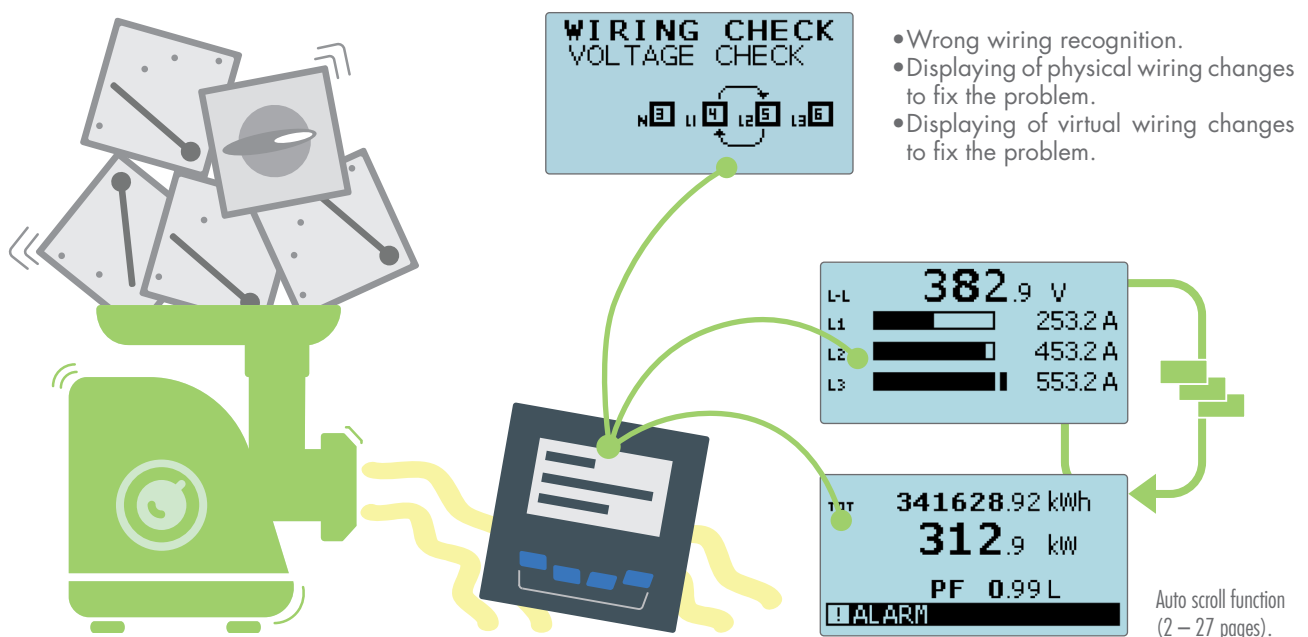 WIRING CHECK
VOLTAGE CHECK
N 3 L1 4 L2 5 L3 6
•Wrong wiring recognition.
•Displaying of physical wiring changes
to fix the problem.
•Displaying of virtual wiring changes
to fix the problem.
L-L 382.9 V
L1 253.2 A
L2 453.2 A
L3 553.2 A
TOT 341628.92 kWh
312.9 kW
PF 0.99 L
! ALARM
Auto scroll function
(2 – 27 pages).